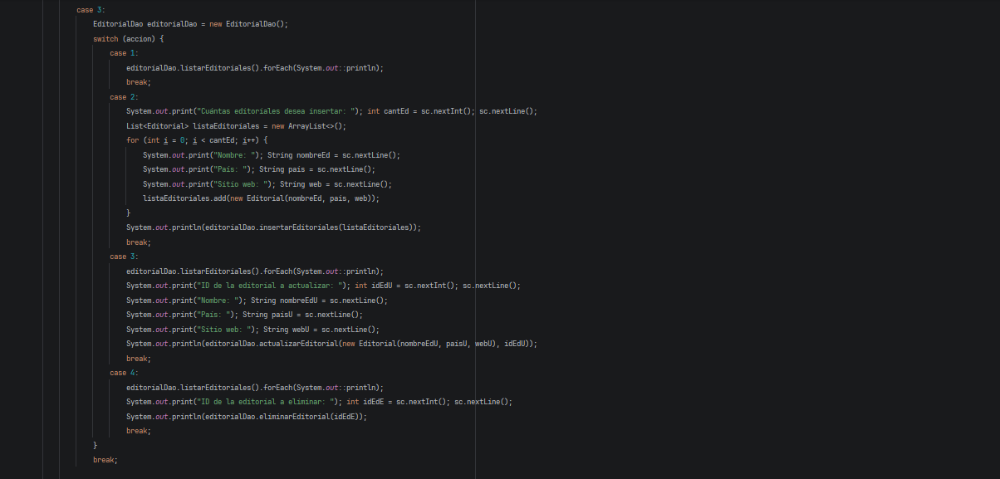 case 3:
EditorialDao editorialDao = new EditorialDao();
switch (accion) {
case 1:
editorialDao.listarEditoriales().forEach(System.out::println);
break;
case 2:
System.out.print("Cuántas editoriales desea insertar: "); int cantEd = sc.nextInt(); sc.nextLine();
List<Editorial> listaEditoriales = new ArrayList<>();
for (int i = 0; i < cantEd; i++) {
System.out.print("Nombre: "); String nombreEd = sc.nextLine();
System.out.print("País: "); String pais = sc.nextLine();
System.out.print("Sitio web: "); String web = sc.nextLine();
listaEditoriales.add(new Editorial(nombreEd, pais, web));
}
System.out.println(editorialDao.insertarEditoriales(listaEditoriales));
break;
case 3:
editorialDao.listarEditoriales().forEach(System.out::println);
System.out.print("ID de la editorial a actualizar: "); int idEdU = sc.nextInt(); sc.nextLine();
System.out.print("Nombre: "); String nombreEdU = sc.nextLine();
System.out.print("País: "); String paisU = sc.nextLine();
System.out.print("Sitio web: "); String webU = sc.nextLine();
System.out.println(editorialDao.actualizarEditorial(new Editorial(nombreEdU, paisU, webU), idEdU));
break;
case 4:
editorialDao.listarEditoriales().forEach(System.out::println);
System.out.print("ID de la editorial a eliminar: "); int idEdE = sc.nextInt(); sc.nextLine();
System.out.println(editorialDao.eliminarEditorial(idEdE));
break;
}
break;